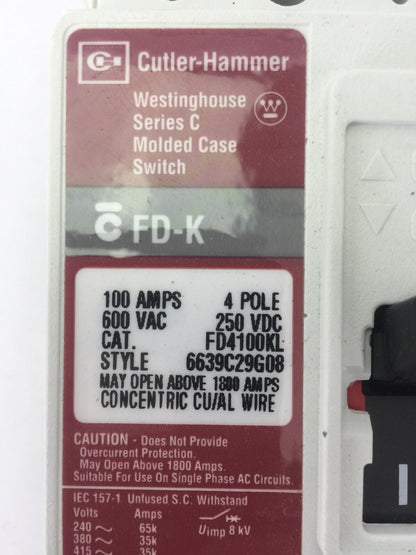 CH Cutler-Hammer
Westinghouse
Series C
Molded Case
Switch
W
C FD-K
100 AMPS 4 POLE
600 VAC 250 VDC
CAT. FD4100KL
STYLE 6639C29G08
MAY OPEN ABOVE 1800 AMPS
CONCENTRIC CU/AL WIRE
CAUTION - Does Not Provide
Overcurrent Protection.
May Open Above 1800 Amps.
Suitable For Use On Single Phase AC Circuits.
IEC 157-1 Unfused S.C. Withstand
Volts Amps
240 ~ 65k Uimp 8 kV
380 ~ 35k
415 ~ 35k